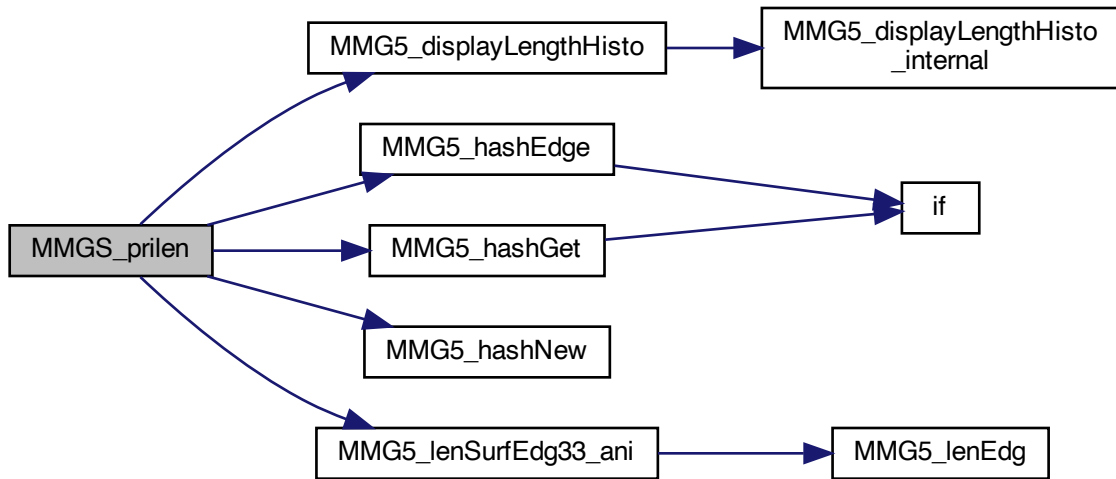 MMG5_displayLengthHisto
MMG5_displayLengthHisto
_internal
MMG5_hashEdge
if
MMGS_prilen
MMG5_hashGet
MMG5_hashNew
MMG5_lenSurfEdg33_ani
MMG5_lenEdg